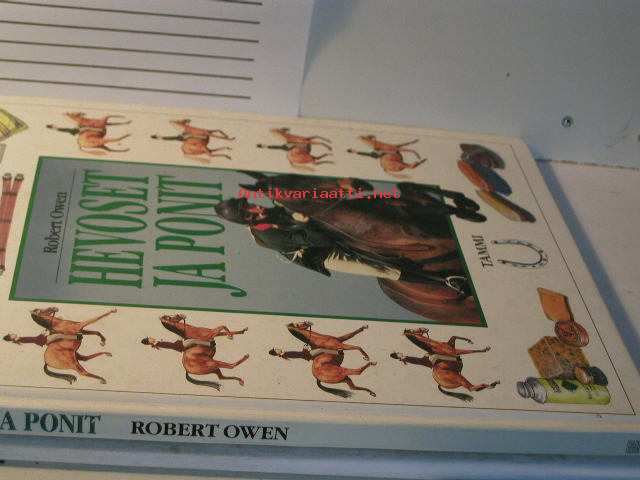 Robert Owen
HEVOSET
JA PONIT
TAMMI
Antikvariaatti.net
A PONIT ROBERT OWEN